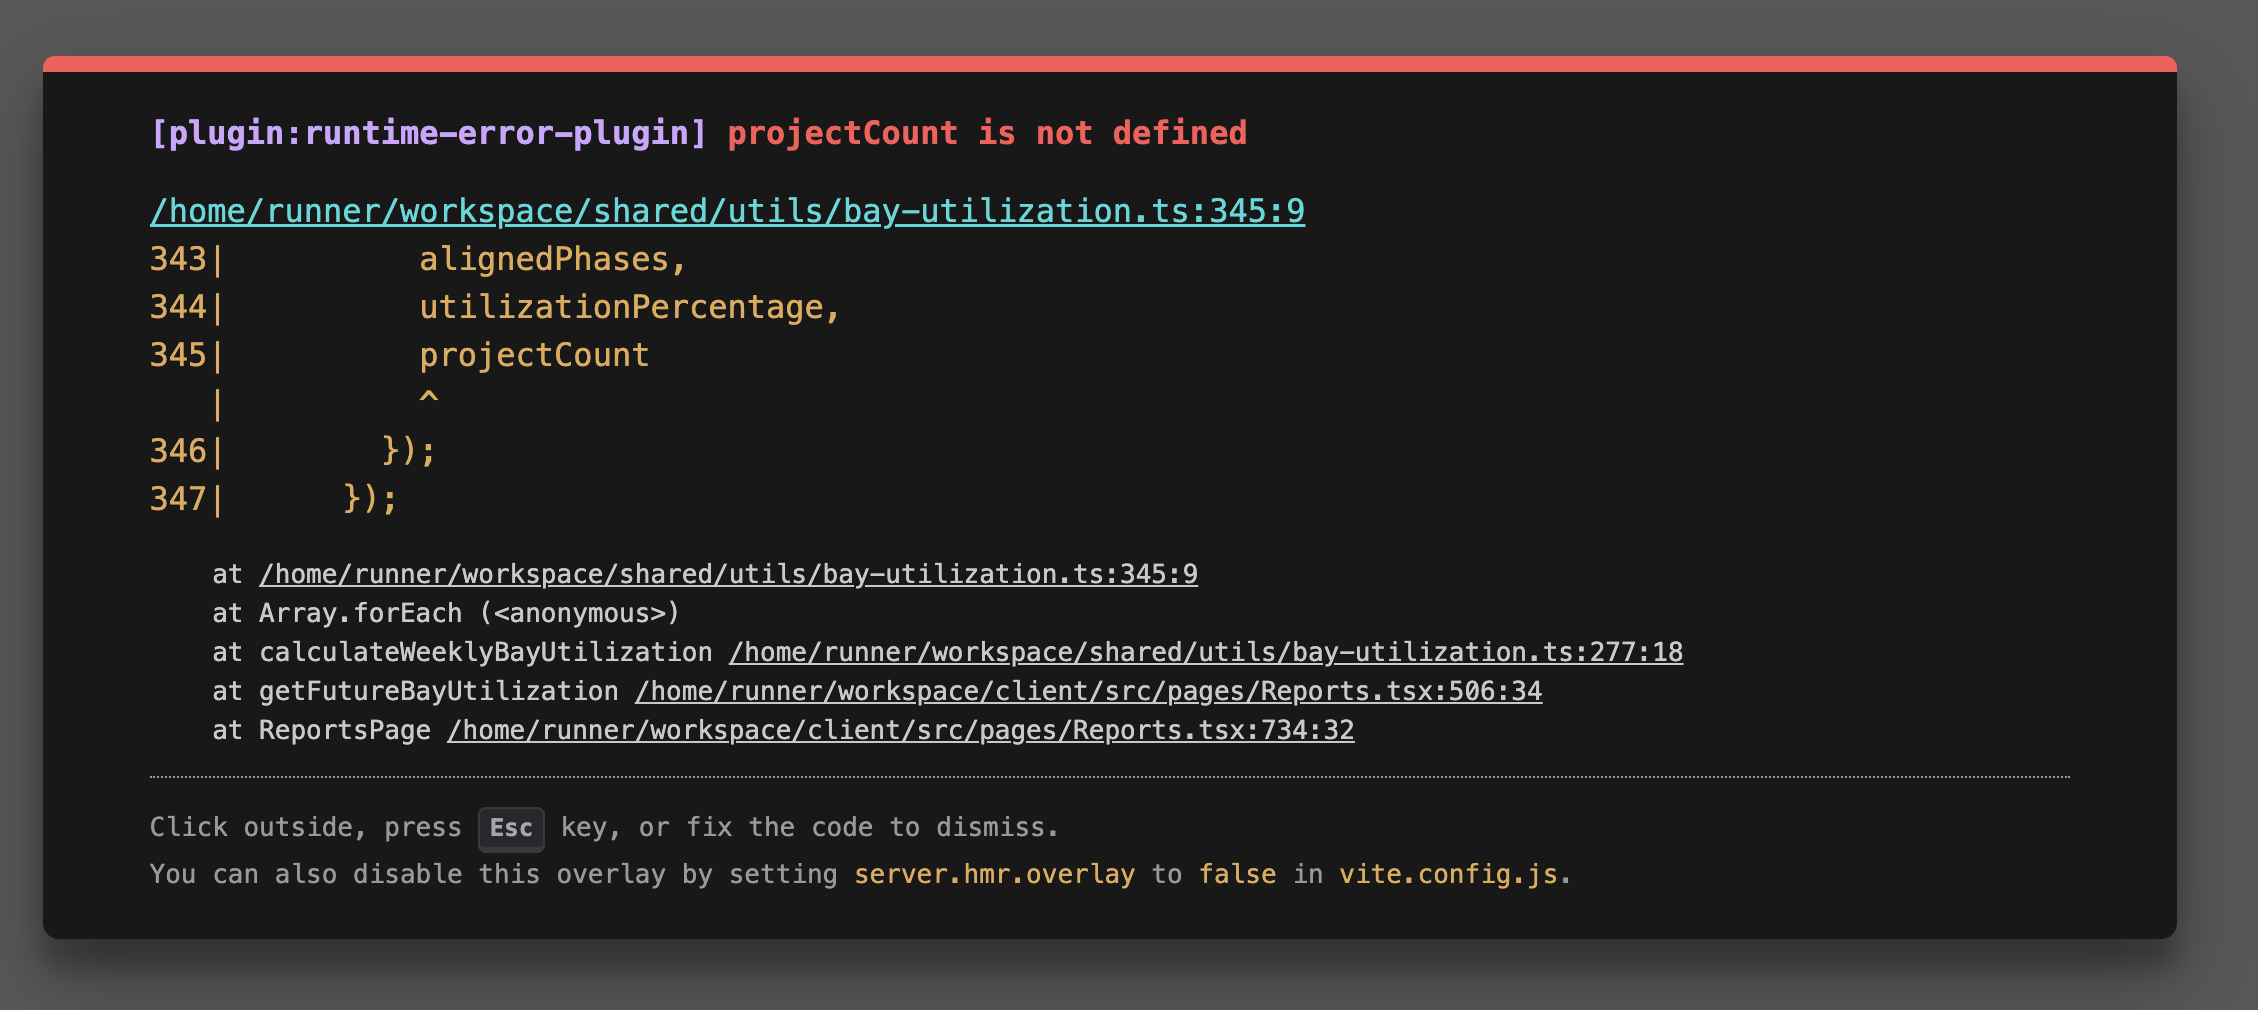 [plugin:runtime-error-plugin] projectCount is not defined
/home/runner/workspace/shared/utils/bay-utilization.ts:345:9
343|          alignedPhases,
344|          utilizationPercentage,
345|          projectCount
   |          ^
346|        });
347|      });
    at /home/runner/workspace/shared/utils/bay-utilization.ts:345:9
    at Array.forEach (<anonymous>)
    at calculateWeeklyBayUtilization /home/runner/workspace/shared/utils/bay-utilization.ts:277:18
    at getFutureBayUtilization /home/runner/workspace/client/src/pages/Reports.tsx:506:34
    at ReportsPage /home/runner/workspace/client/src/pages/Reports.tsx:734:32
Click outside, press Esc key, or fix the code to dismiss.
You can also disable this overlay by setting server.hmr.overlay to false in vite.config.js.